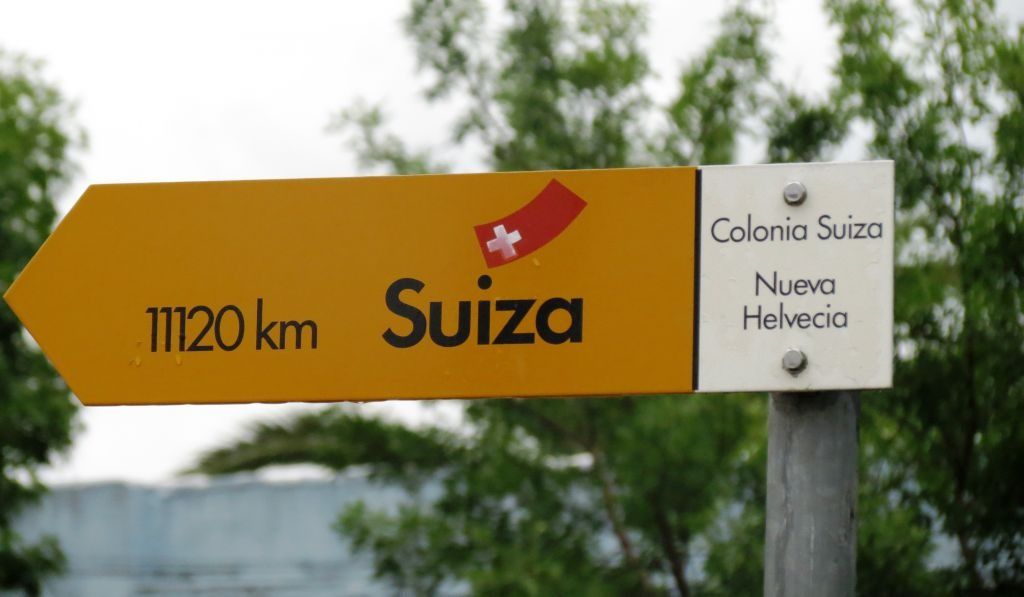 11120 km Suiza
Colonia Suiza
Nueva
Helvecia